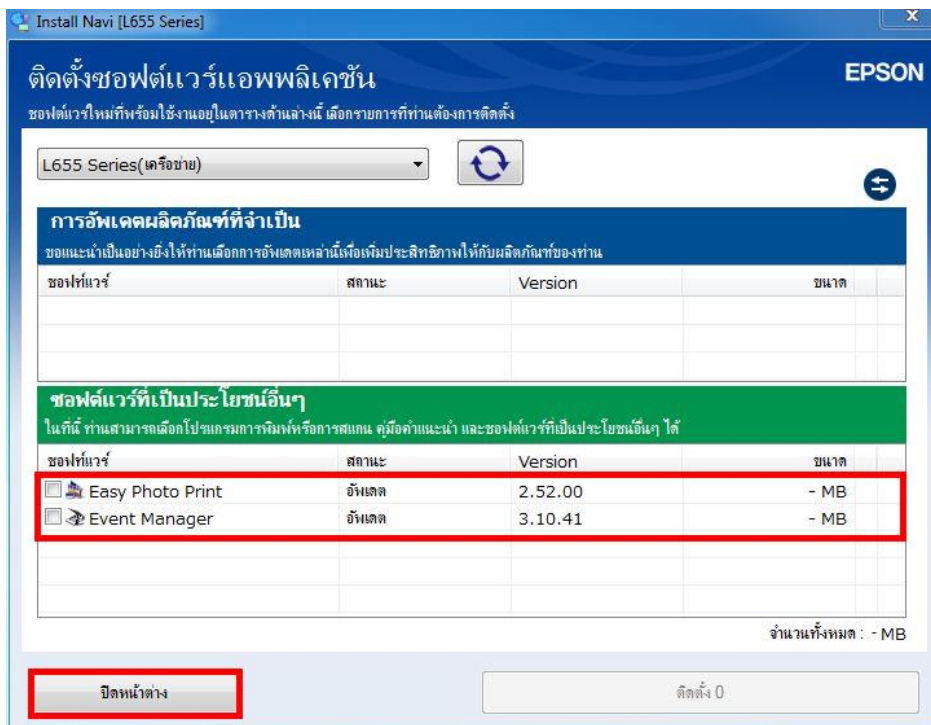 Install Navi [L655 Series]
ติดตั้งซอฟต์แวร์แอพพลิเคชัน
EPSON
ซอฟต์แวร์ใหม่ที่พร้อมใช้งานอยู่ในตารางด้านล่างนี้ เลือกรายการที่ท่านต้องการติดตั้ง
L655 Series(เครือข่าย)
การอัพเดตผลิตภัณฑ์ที่จำเป็น
ขอแนะนำเป็นอย่างยิ่งให้ท่านเลือกการอัพเดตเหล่านี้เพื่อเพิ่มประสิทธิภาพให้กับผลิตภัณฑ์ของท่าน
ซอฟท์แวร์ สถานะ Version ขนาด
ซอฟต์แวร์ที่เป็นประโยชน์อื่นๆ
ในที่นี้ ท่านสามารถเลือกโปรแกรมการพิมพ์หรือการสแกน คู่มือคำแนะนำ และซอฟต์แวร์ที่เป็นประโยชน์อื่นๆ ได้
ซอฟท์แวร์ สถานะ Version ขนาด
Easy Photo Print อัพเดต 2.52.00 - MB
Event Manager อัพเดต 3.10.41 - MB
จำนวนทั้งหมด : - MB
ปิดหน้าต่าง
ติดตั้ง 0